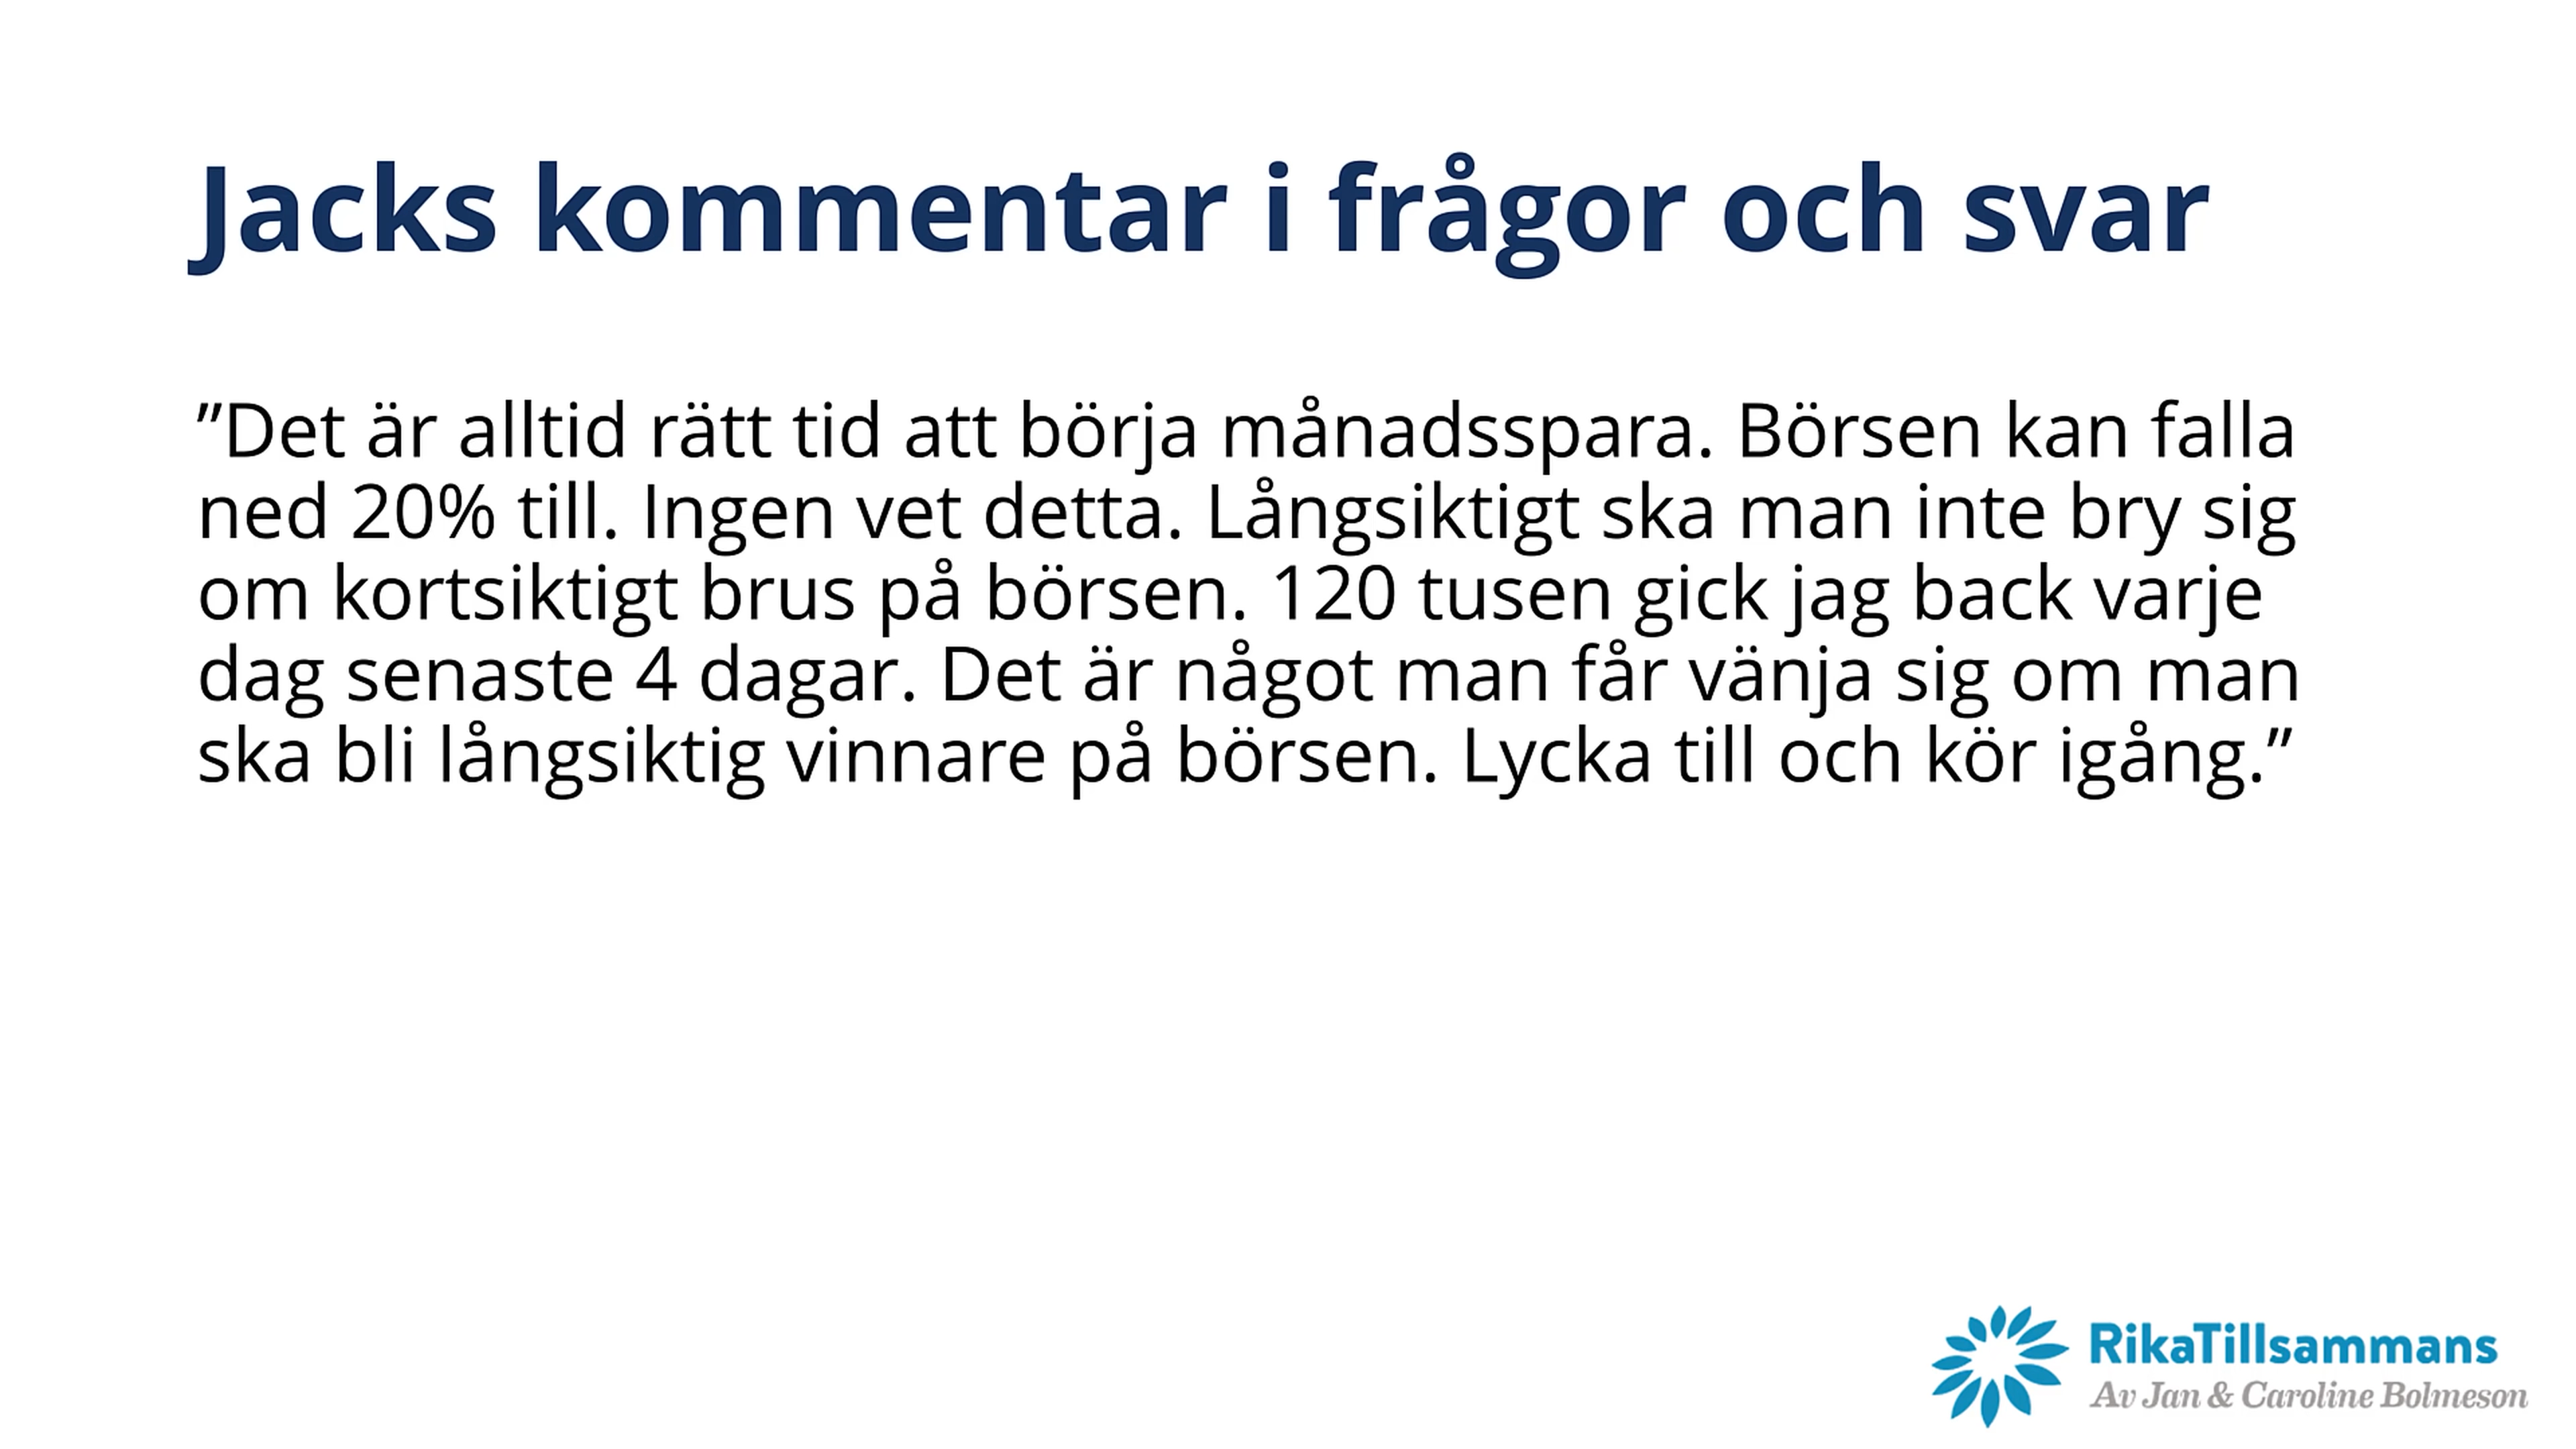 Jacks kommentar i frågor och svar
”Det är alltid rätt tid att börja månadsspara. Börsen kan falla
ned 20% till. Ingen vet detta. Långsiktigt ska man inte bry sig
om kortsiktigt brus på börsen. 120 tusen gick jag back varje
dag senaste 4 dagar. Det är något man får vänja sig om man
ska bli långsiktig vinnare på börsen. Lycka till och kör igång.”
RikaTillsammans
Av Jan & Caroline Bolmeson